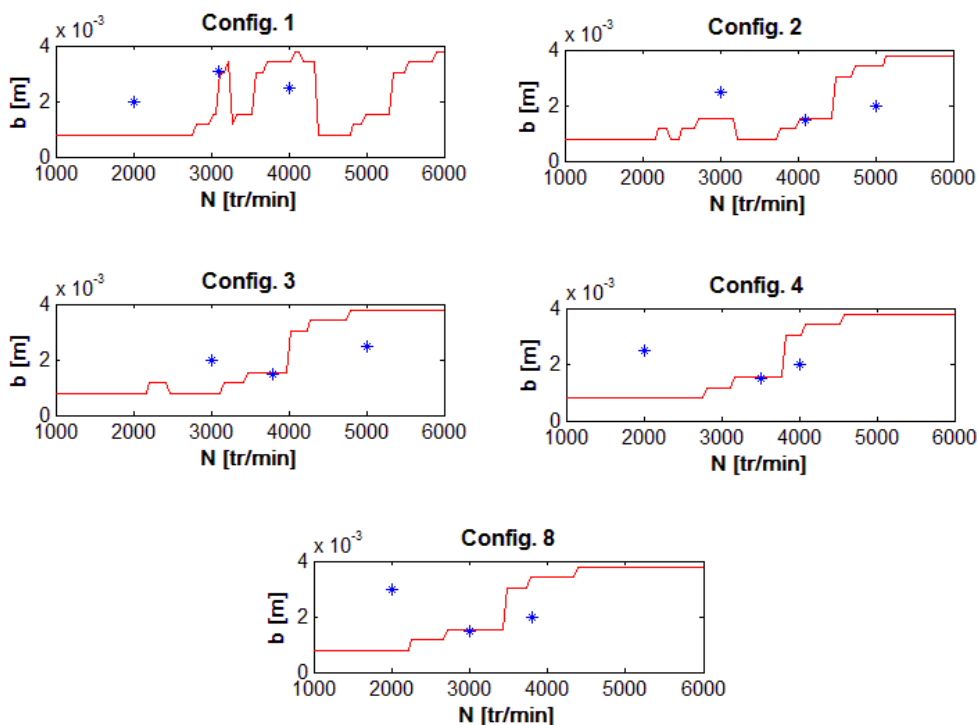 Config. 1
x 10-3
4
2
0
b [m]
1000 2000 3000 4000 5000 6000
N [tr/min]
Config. 2
x 10-3
4
2
0
b [m]
1000 2000 3000 4000 5000 6000
N [tr/min]
Config. 3
x 10-3
4
2
0
b [m]
1000 2000 3000 4000 5000 6000
N [tr/min]
Config. 4
x 10-3
4
2
0
b [m]
1000 2000 3000 4000 5000 6000
N [tr/min]
Config. 8
x 10-3
4
2
0
b [m]
1000 2000 3000 4000 5000 6000
N [tr/min]